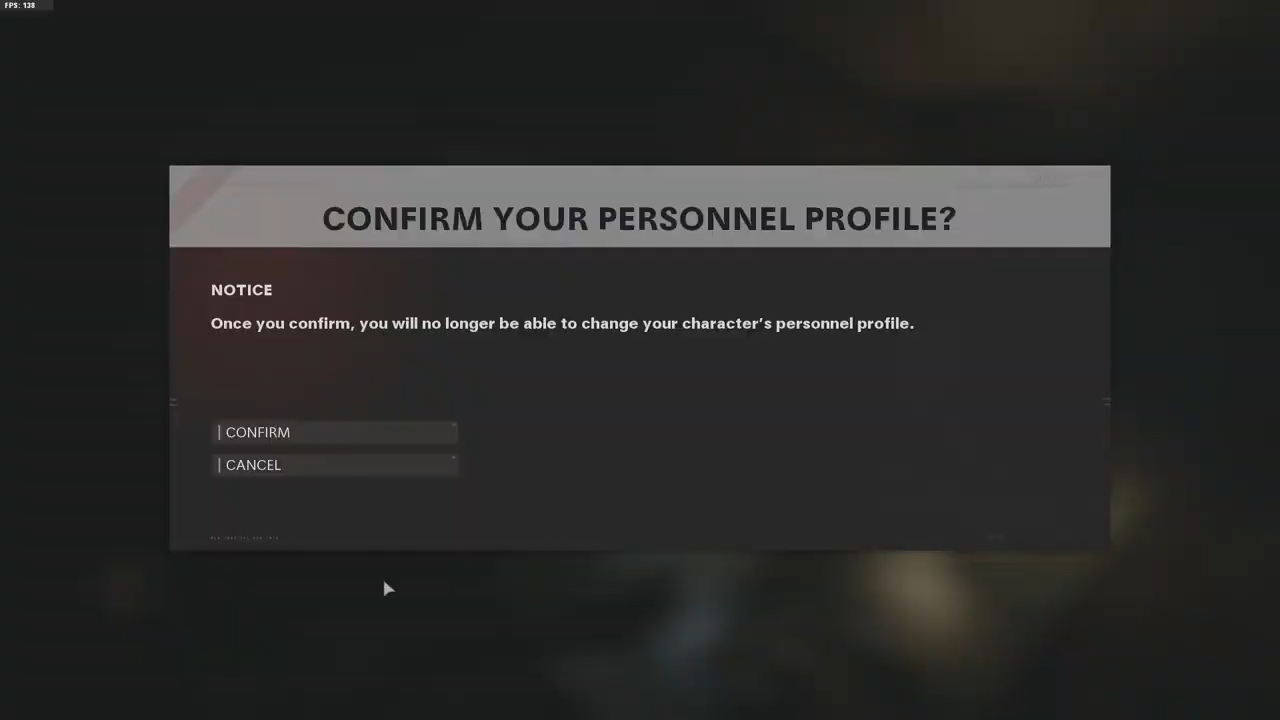 FPS: 138
CONFIRM YOUR PERSONNEL PROFILE?
NOTICE
Once you confirm, you will no longer be able to change your character’s personnel profile.
CONFIRM
CANCEL